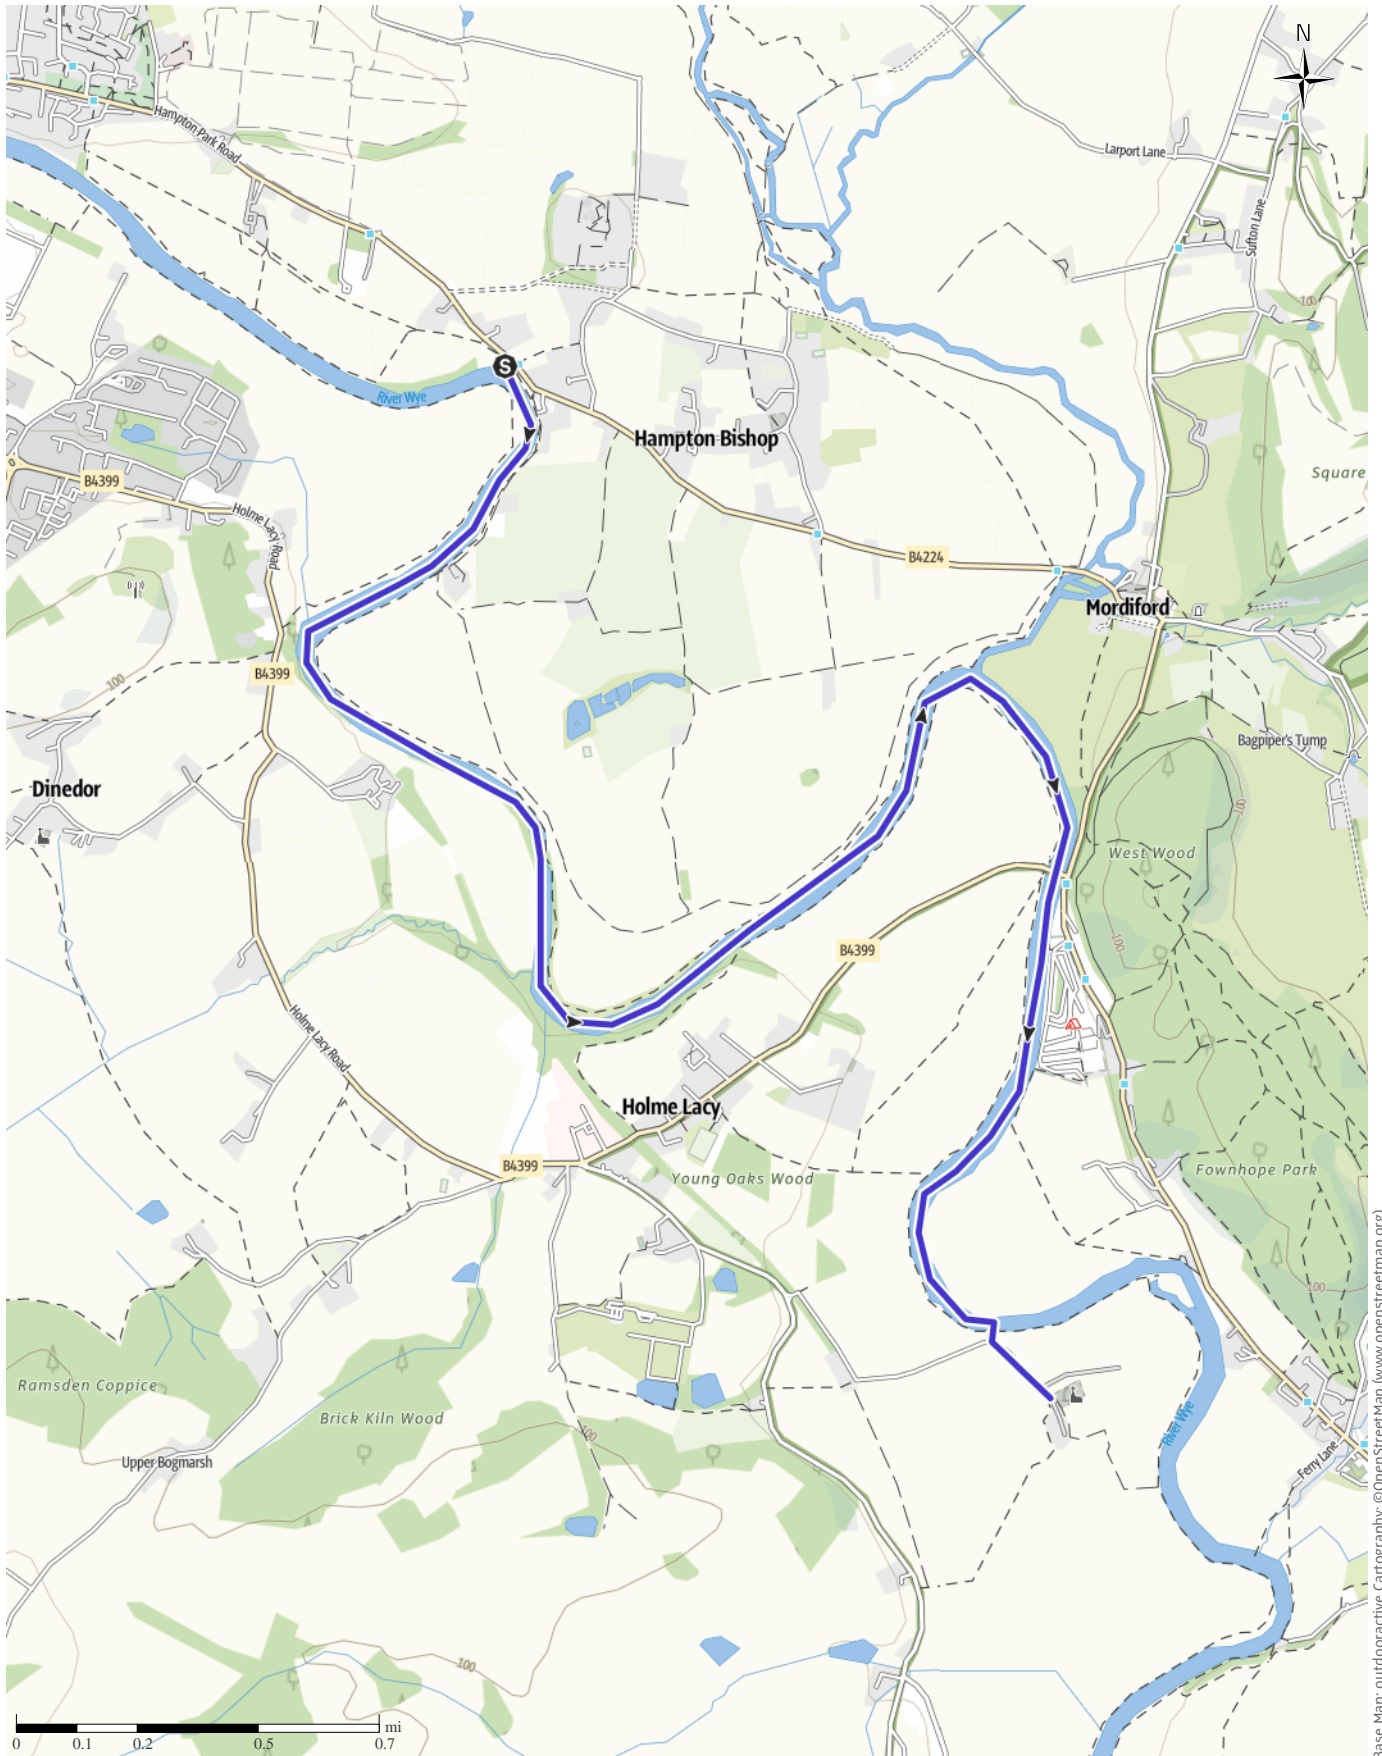 N
Hampton Park Road
Larport Lane
Sufton Lane
100
S
River Wye
Hampton Bishop
Square
B4399
Holme Lacy Road
B4224
Mordiford
B4399
100
Bagpiper's Tump
Dinedor
100
West Wood
B4399
100
Holme Lacy Road
Holme Lacy
B4399
Young Oaks Wood
Fownhope Park
100
Ramsden Coppice
Brick Kiln Wood
100
River Wye
Upper Bogmarsh
Ferry Lane
100
mi
0
0.1
0.2
0.5
0.7
Base Map: outdooractive Cartography; ©OpenStreetMap (www.openstreetmap.org)